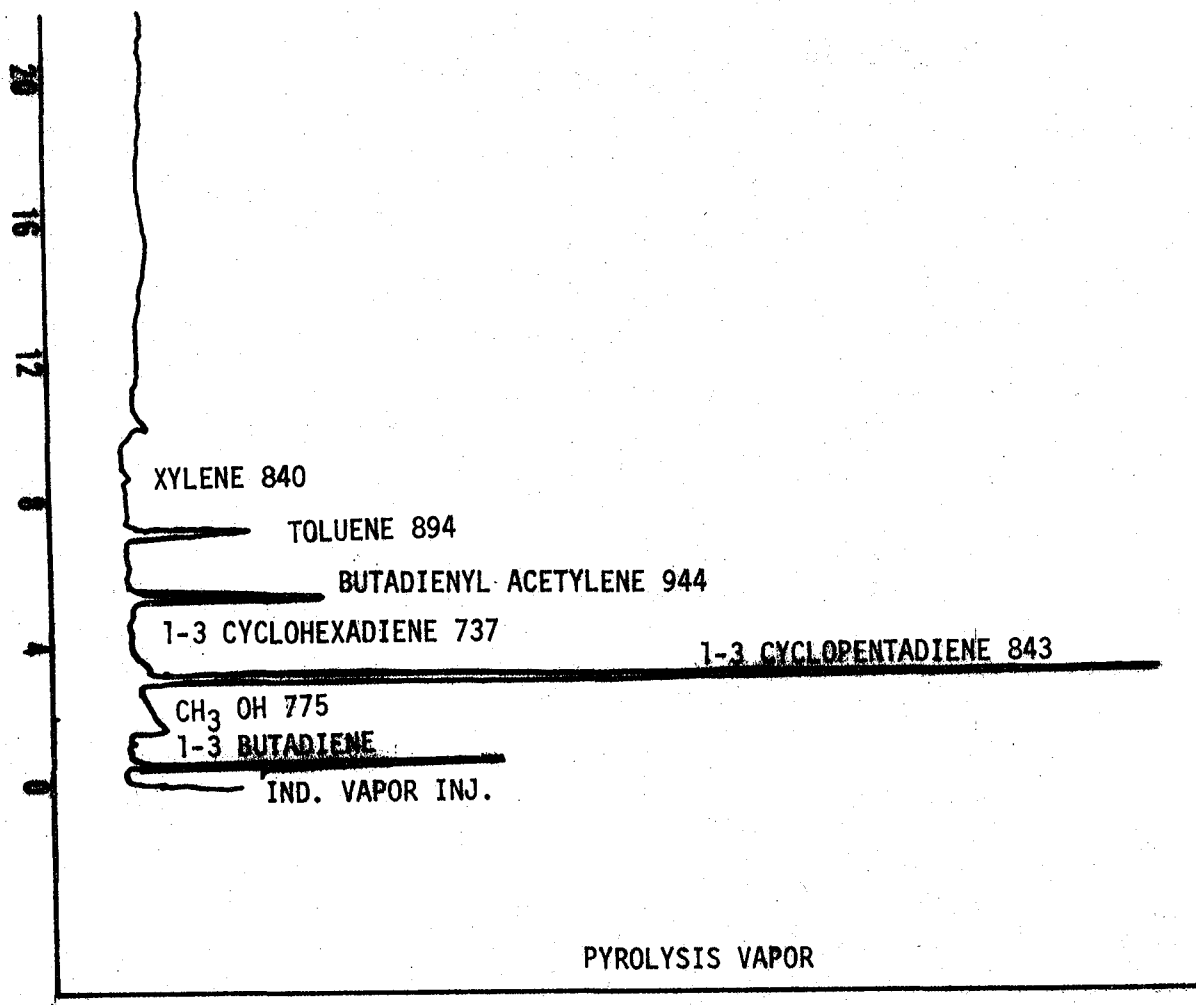 20
16
12
XYLENE 840
8
TOLUENE 894
BUTADIENYL ACETYLENE 944
1-3 CYCLOHEXADIENE 737
4
1-3 CYCLOPENTADIENE 843
CH3 OH 775
1-3 BUTADIENE
0
IND. VAPOR INJ.
PYROLYSIS VAPOR